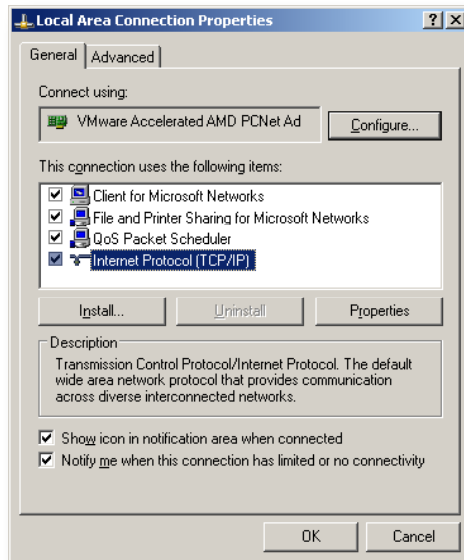 Local Area Connection Properties
General
Advanced
Connect using:
VMware Accelerated AMD PCNet Ad
Configure...
This connection uses the following items:
Client for Microsoft Networks
File and Printer Sharing for Microsoft Networks
QoS Packet Scheduler
Internet Protocol (TCP/IP)
Install...
Uninstall
Properties
Description
Transmission Control Protocol/Internet Protocol. The default
wide area network protocol that provides communication
across diverse interconnected networks.
Show icon in notification area when connected
Notify me when this connection has limited or no connectivity
OK
Cancel